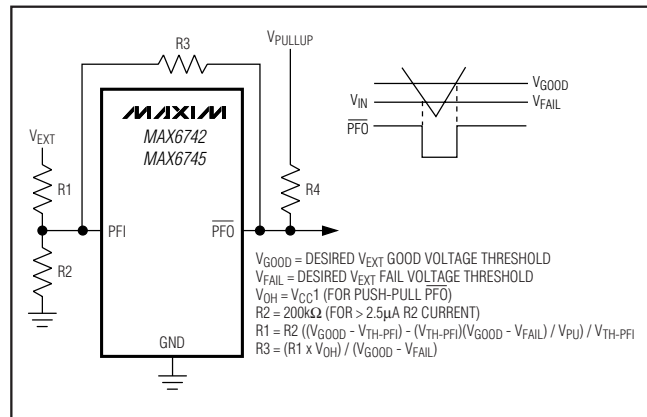 R3
VPULLUP
MAXIM
MAX6742
MAX6745
VEXT
R1
R2
PFI
PFO
R4
GND
VIN
PFO
VGOOD
VFAIL
VGOOD = DESIRED VEXT GOOD VOLTAGE THRESHOLD
VFAIL = DESIRED VEXT FAIL VOLTAGE THRESHOLD
VOH = VCC1 (FOR PUSH-PULL PFO)
R2 = 200kΩ (FOR > 2.5μA R2 CURRENT)
R1 = R2 ((VGOOD - VTH-PFI) - (VTH-PFI)(VGOOD - VFAIL) / VPU) / VTH-PFI
R3 = (R1 x VOH) / (VGOOD - VFAIL)